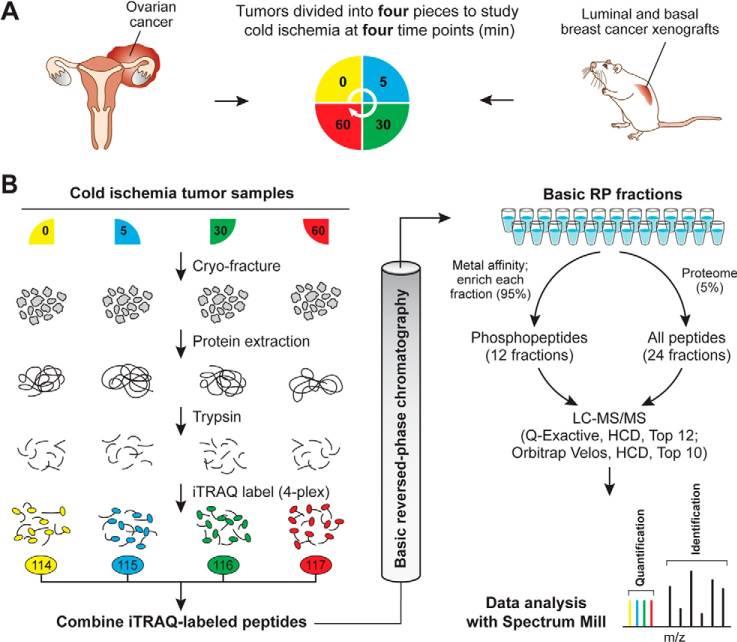 A
Ovarian
cancer
Tumors divided into four pieces to study
cold ischemia at four time points (min)
Luminal and basal
breast cancer xenografts
0
5
60
30
B
Cold ischemia tumor samples
0
5
30
60
Cryo-fracture
Protein extraction
Trypsin
iTRAQ label (4-plex)
114
115
116
117
Combine iTRAQ-labeled peptides
Basic reversed-phase chromatography
Basic RP fractions
Metal affinity;
enrich each
fraction (95%)
Proteome
(5%)
Phosphopeptides
(12 fractions)
All peptides
(24 fractions)
LC-MS/MS
(Q-Exactive, HCD, Top 12;
Orbitrap Velos, HCD, Top 10)
Quantification
Identification
Data analysis
with Spectrum Mill
m/z